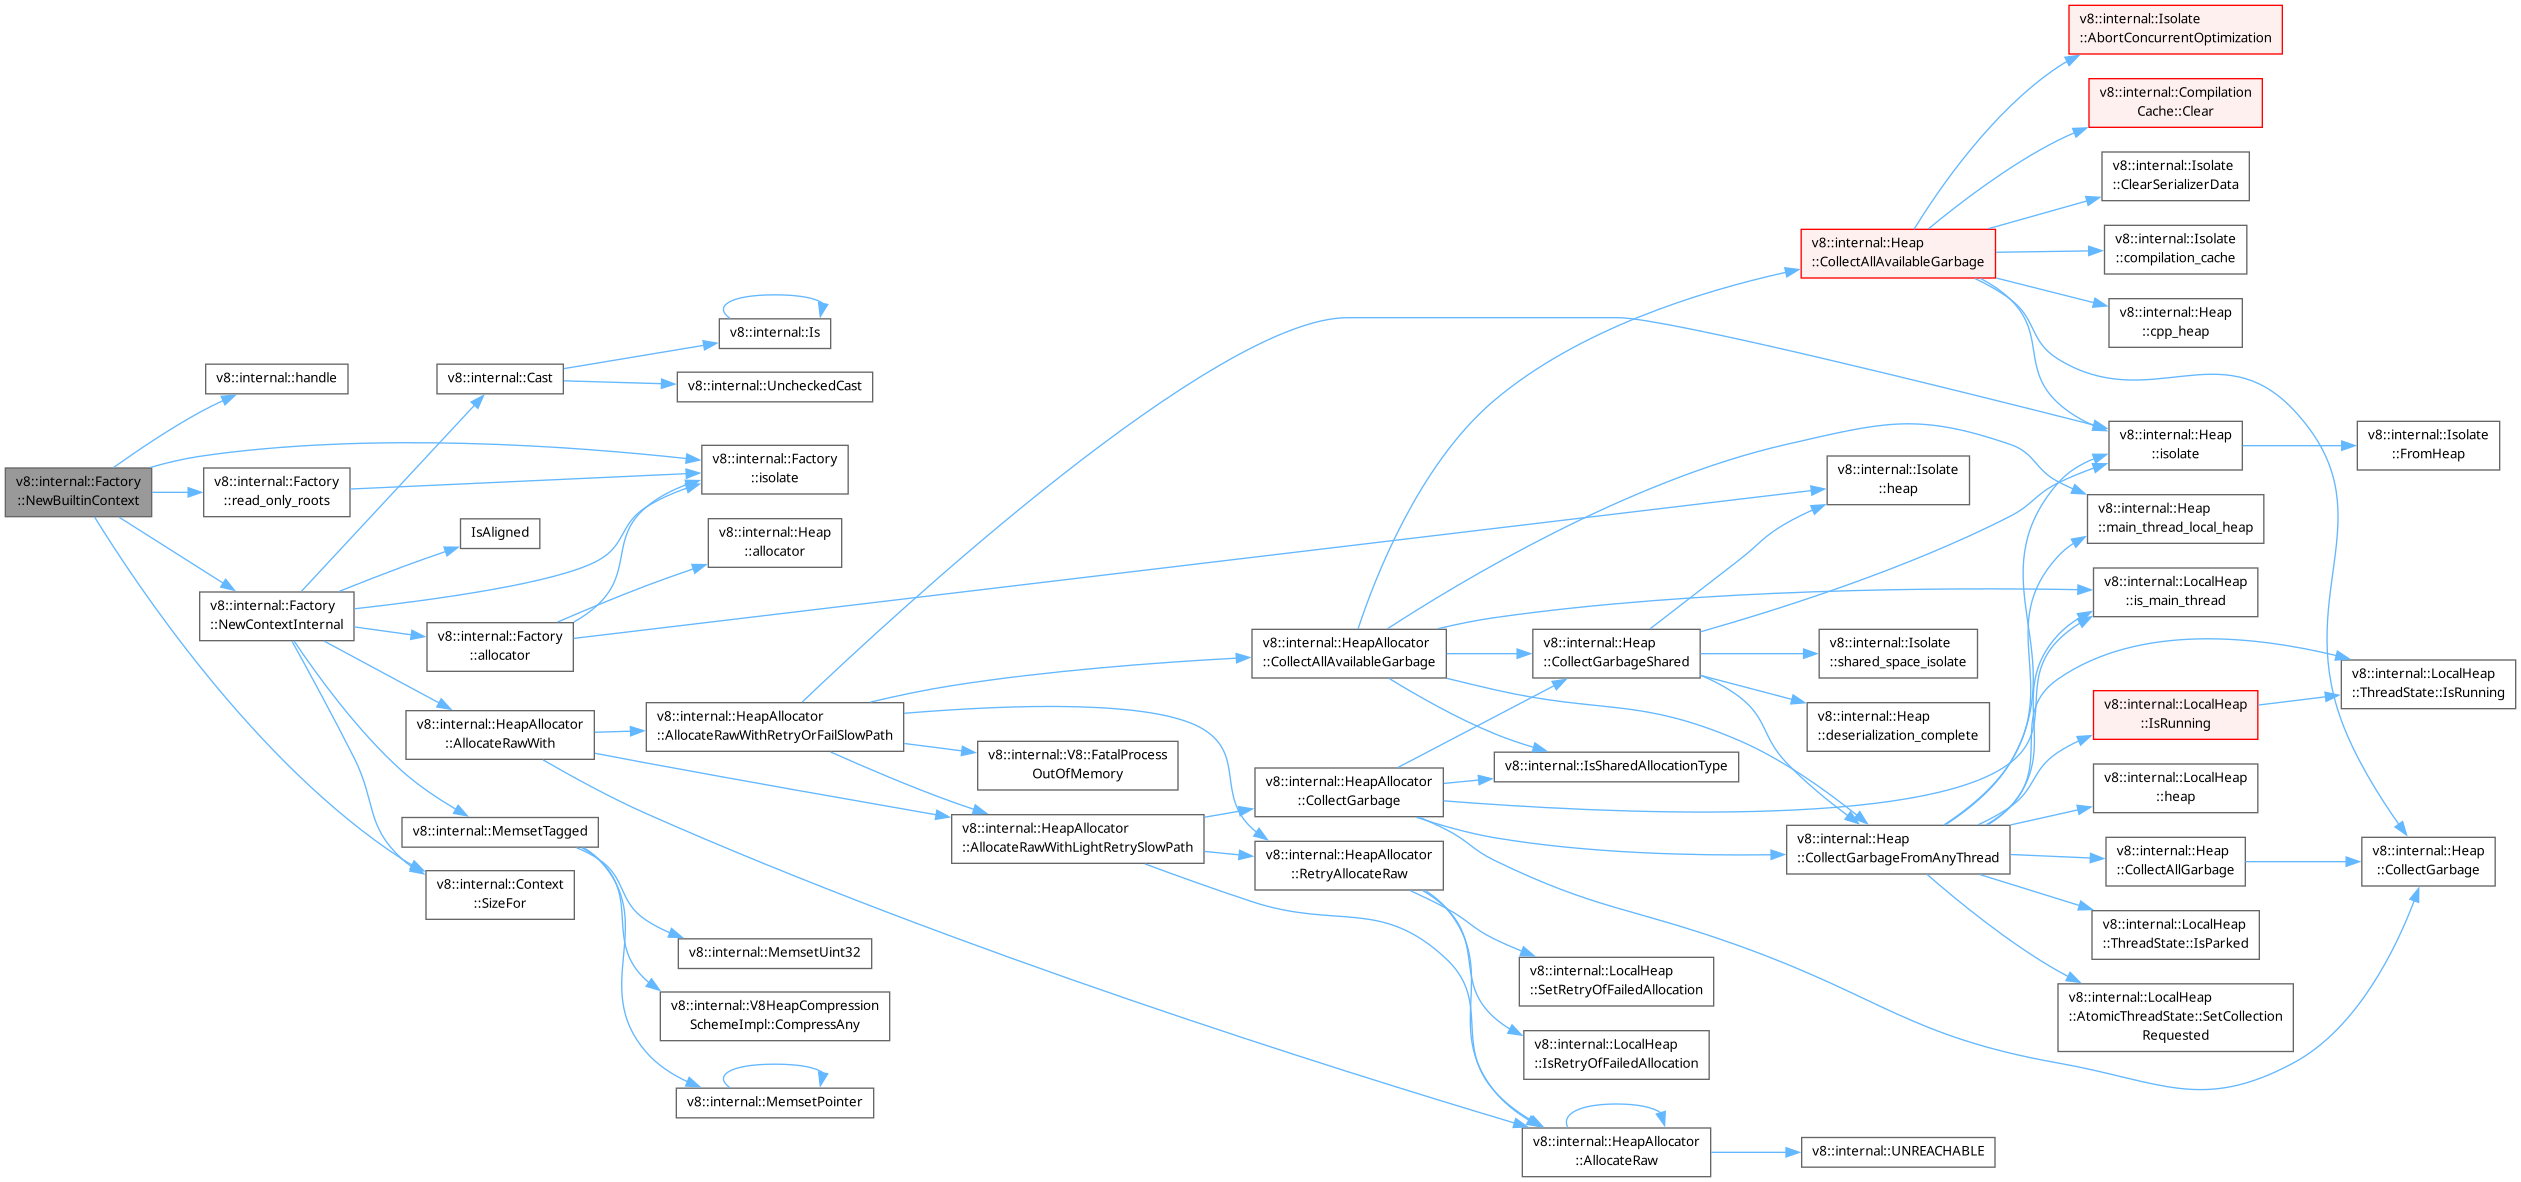 v8::internal::Factory
::NewBuiltinContext
v8::internal::handle
v8::internal::Factory
::read_only_roots
v8::internal::Factory
::NewContextInternal
v8::internal::Cast
IsAligned
v8::internal::Factory
::allocator
v8::internal::HeapAllocator
::AllocateRawWith
v8::internal::MemsetTagged
v8::internal::Context
::SizeFor
v8::internal::Is
v8::internal::UncheckedCast
v8::internal::Factory
::isolate
v8::internal::Heap
::allocator
v8::internal::HeapAllocator
::AllocateRawWithRetryOrFailSlowPath
v8::internal::MemsetUint32
v8::internal::V8HeapCompression
SchemeImpl::CompressAny
v8::internal::MemsetPointer
v8::internal::V8::FatalProcess
OutOfMemory
v8::internal::HeapAllocator
::AllocateRawWithLightRetrySlowPath
v8::internal::HeapAllocator
::CollectAllAvailableGarbage
v8::internal::HeapAllocator
::CollectGarbage
v8::internal::HeapAllocator
::RetryAllocateRaw
v8::internal::Heap
::CollectGarbageShared
v8::internal::IsSharedAllocationType
v8::internal::LocalHeap
::SetRetryOfFailedAllocation
v8::internal::LocalHeap
::IsRetryOfFailedAllocation
v8::internal::HeapAllocator
::AllocateRaw
v8::internal::Heap
::CollectAllAvailableGarbage
v8::internal::Isolate
::heap
v8::internal::Isolate
::shared_space_isolate
v8::internal::Heap
::deserialization_complete
v8::internal::Heap
::CollectGarbageFromAnyThread
v8::internal::UNREACHABLE
v8::internal::Isolate
::AbortConcurrentOptimization
v8::internal::Compilation
Cache::Clear
v8::internal::Isolate
::ClearSerializerData
v8::internal::Isolate
::compilation_cache
v8::internal::Heap
::cpp_heap
v8::internal::Heap
::isolate
v8::internal::Heap
::main_thread_local_heap
v8::internal::LocalHeap
::is_main_thread
v8::internal::LocalHeap
::IsRunning
v8::internal::LocalHeap
::heap
v8::internal::Heap
::CollectAllGarbage
v8::internal::LocalHeap
::ThreadState::IsParked
v8::internal::LocalHeap
::AtomicThreadState::SetCollection
Requested
v8::internal::Isolate
::FromHeap
v8::internal::LocalHeap
::ThreadState::IsRunning
v8::internal::Heap
::CollectGarbage